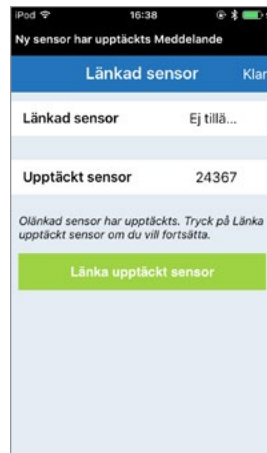 iPod 16:38
Ny sensor har upptäckts Meddelande
Länkad sensor Klar
Länkad sensor Ej tillä...
Upptäckt sensor 24367
Olänkad sensor har upptäckts. Tryck på Länka
upptäckt sensor om du vill fortsätta.
Länka upptäckt sensor